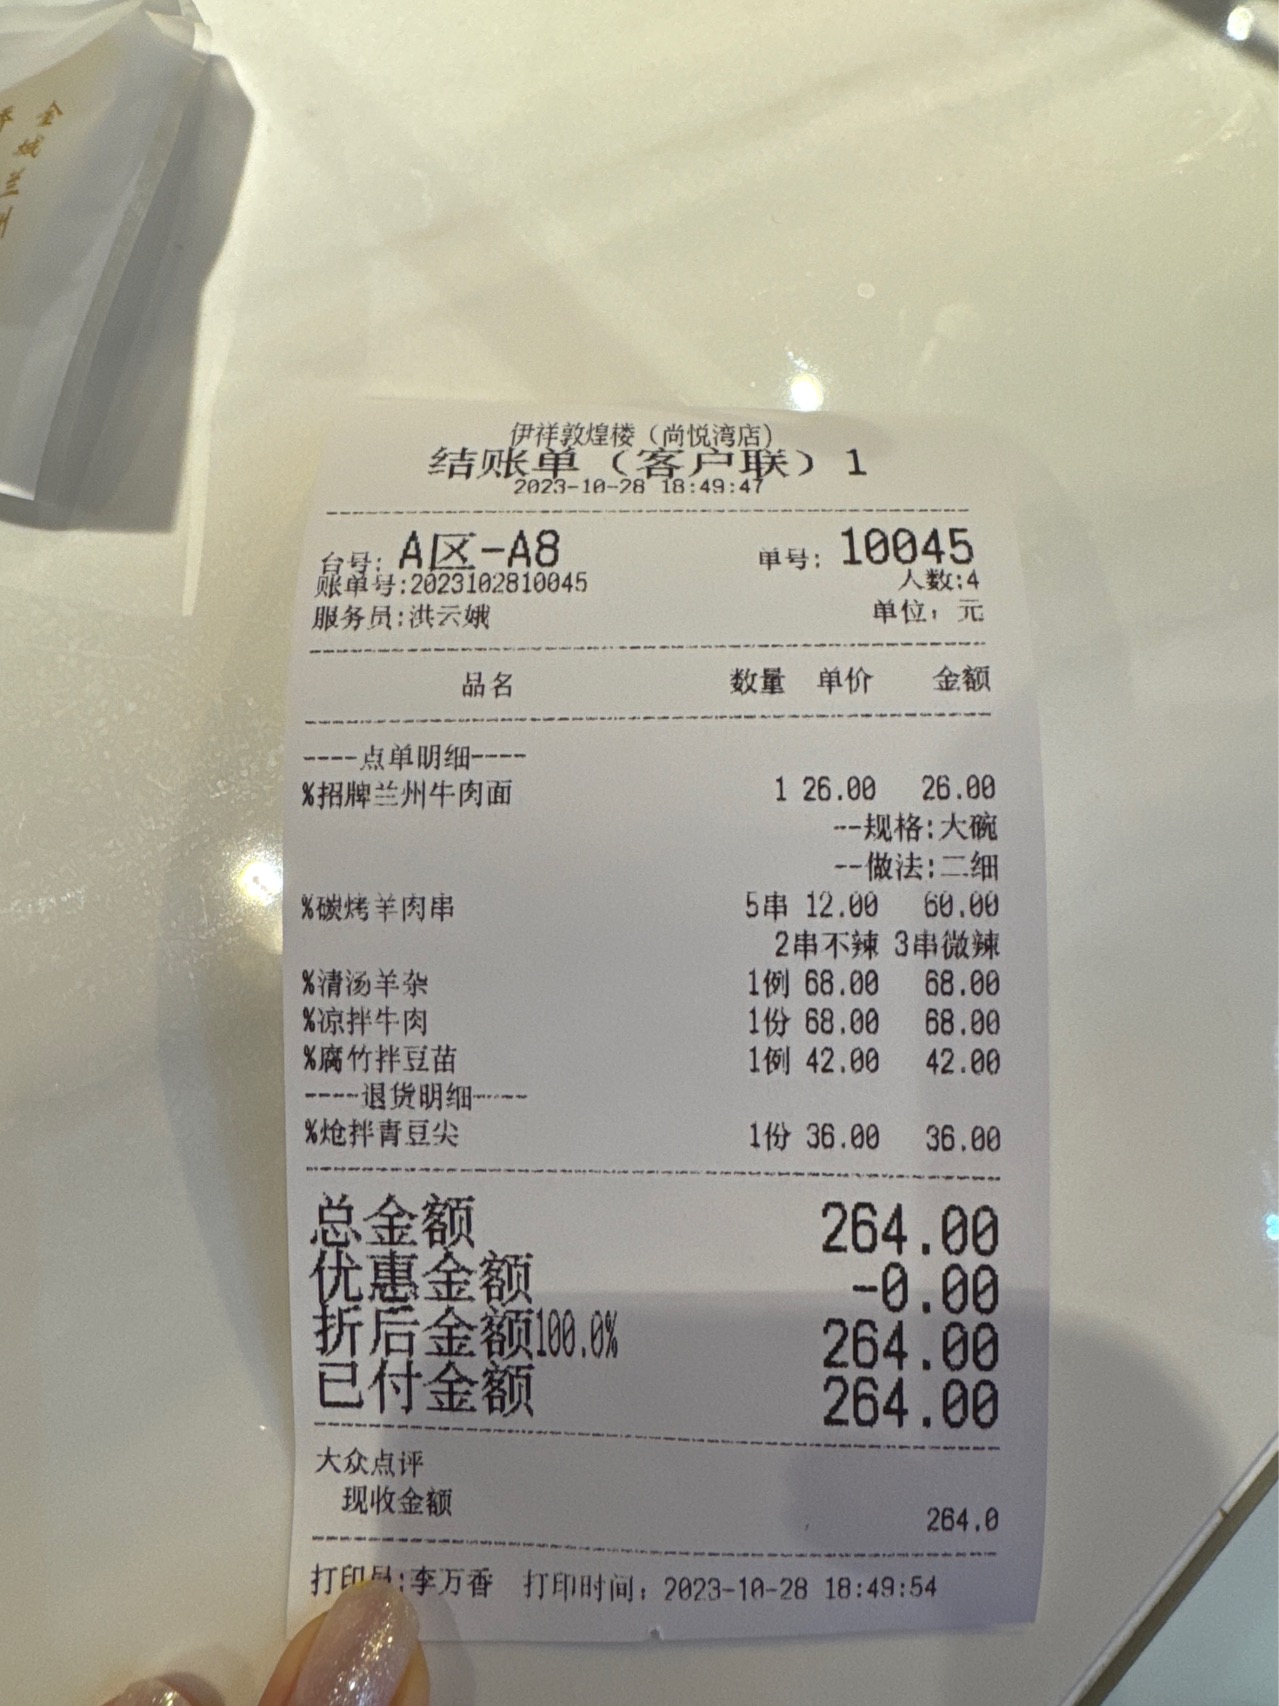 金城兰州
伊祥敦煌楼（尚悦湾店）
结账单（客户联）1
2023-10-28 18:49:47
台号: A区-A8 单号: 10045
账单号:2023102810045 人数:4
服务员:洪云娥 单位：元
品名 数量 单价 金额
----点单明细----
%招牌兰州牛肉面 1 26.00 26.00
--规格:大碗
--做法:二细
%碳烤羊肉串 5串 12.00 60.00
2串不辣 3串微辣
%清汤羊杂 1例 68.00 68.00
%凉拌牛肉 1份 68.00 68.00
%腐竹拌豆苗 1例 42.00 42.00
----退货明细----
%炝拌青豆尖 1份 36.00 36.00
总金额 264.00
优惠金额 -0.00
折后金额100.0% 264.00
已付金额 264.00
大众点评
现收金额 264.0
打印员:李万香 打印时间：2023-10-28 18:49:54